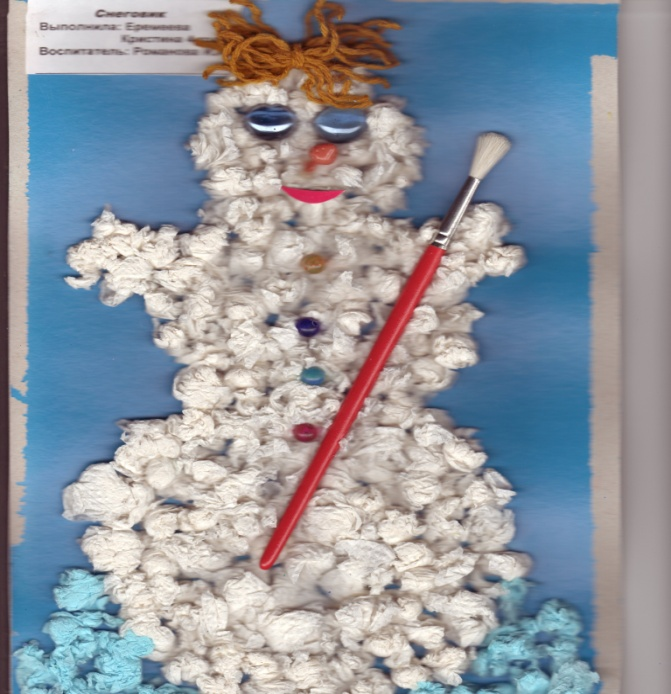 Снеговик
Выполнила: Еремеева
Кристина
Воспитатель: Романова